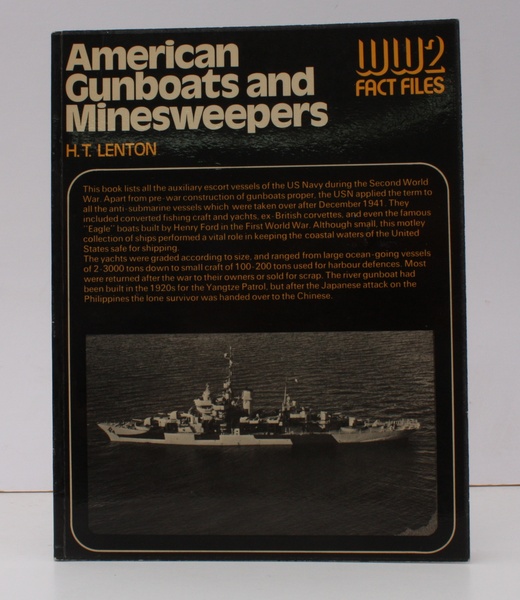 American
Gunboats and
Minesweepers
H.T. LENTON
WW2
FACT FILES
This book lists all the auxiliary escort vessels of the US Navy during the Second World
War. Apart from pre-war construction of gunboats proper, the USN applied the term to
all the anti-submarine vessels which were taken over after December 1941. They
included converted fishing craft and yachts, ex-British corvettes, and even the famous
"Eagle" boats built by Henry Ford in the First World War. Although small, this motley
collection of ships performed a vital role in keeping the coastal waters of the United
States safe for shipping.
The yachts were graded according to size, and ranged from large ocean-going vessels
of 2-3000 tons down to small craft of 100-200 tons used for harbour defences. Most
were returned after the war to their owners or sold for scrap. The river gunboat had
been built in the 1920s for the Yangtze Patrol, but after the Japanese attack on the
Philippines the lone survivor was handed over to the Chinese.